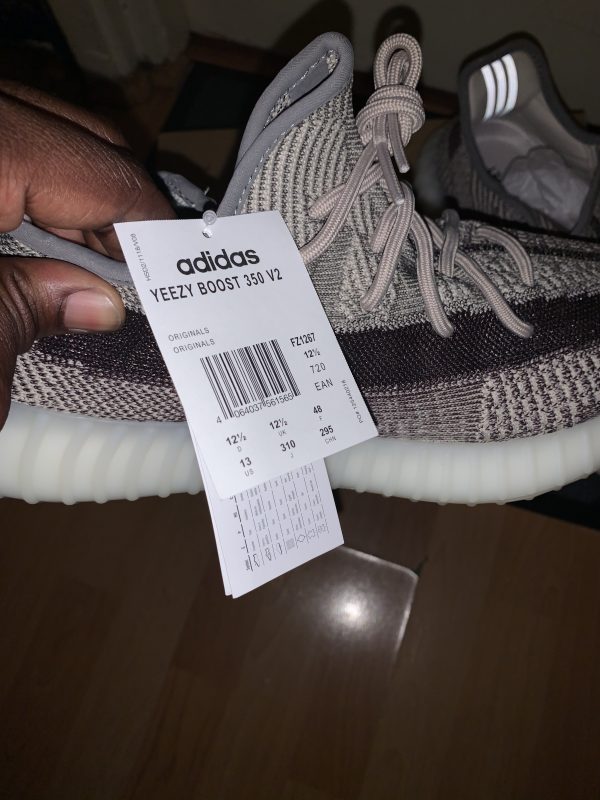 adidas
YEEZY BOOST 350 V2
ORIGINALS
ORIGINALS
FZ1267
12½
720
EAN
4 064037 561565
12½ 12½ 48
D UK F
13 310 295
US J CHN